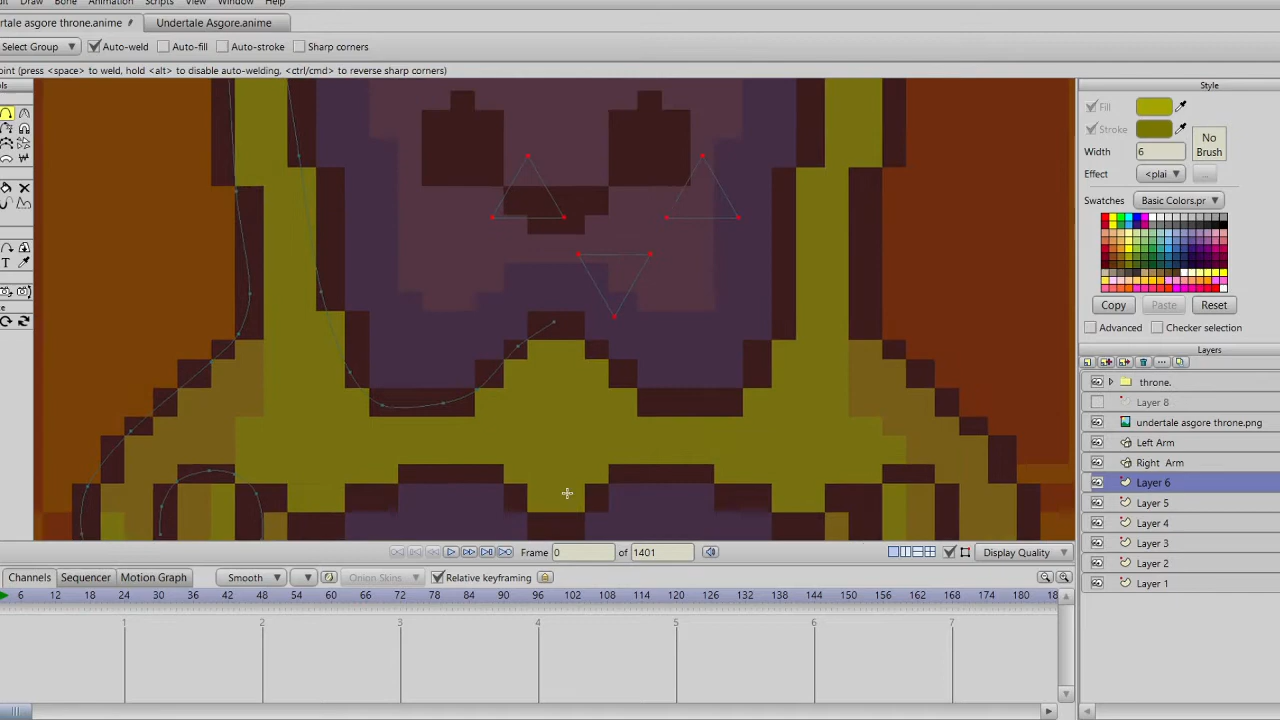 Draw Bone Animation Scripts View Window Help
rtale asgore throne.anime Undertale Asgore.anime
Select Group Auto-weld Auto-fill Auto-stroke Sharp corners
oint (press <space> to weld, hold <alt> to disable auto-welding, <ctrl/cmd> to reverse sharp corners)
Style
Fill
Stroke
No Brush
Width 6
Effect <plai
Swatches Basic Colors.pr
Copy Paste Reset
Advanced Checker selection
Layers
throne.
Layer 8
undertale asgore throne.png
Left Arm
Right Arm
Layer 6
Layer 5
Layer 4
Layer 3
Layer 2
Layer 1
Frame 0 of 1401 Display Quality
Channels Sequencer Motion Graph Smooth Onion Skins Relative keyframing
6 12 18 24 30 36 42 48 54 60 66 72 78 84 90 96 102 108 114 120 126 132 138 144 150 156 162 168 174 180 18
1 2 3 4 5 6 7